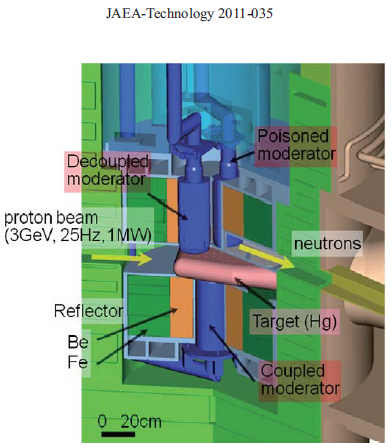 JAEA-Technology 2011-035
Decoupled
moderator
Poisoned
moderator
proton beam
(3GeV, 25Hz,1MW)
neutrons
Reflector
Be
Fe
Target (Hg)
Coupled
moderator
0 20cm